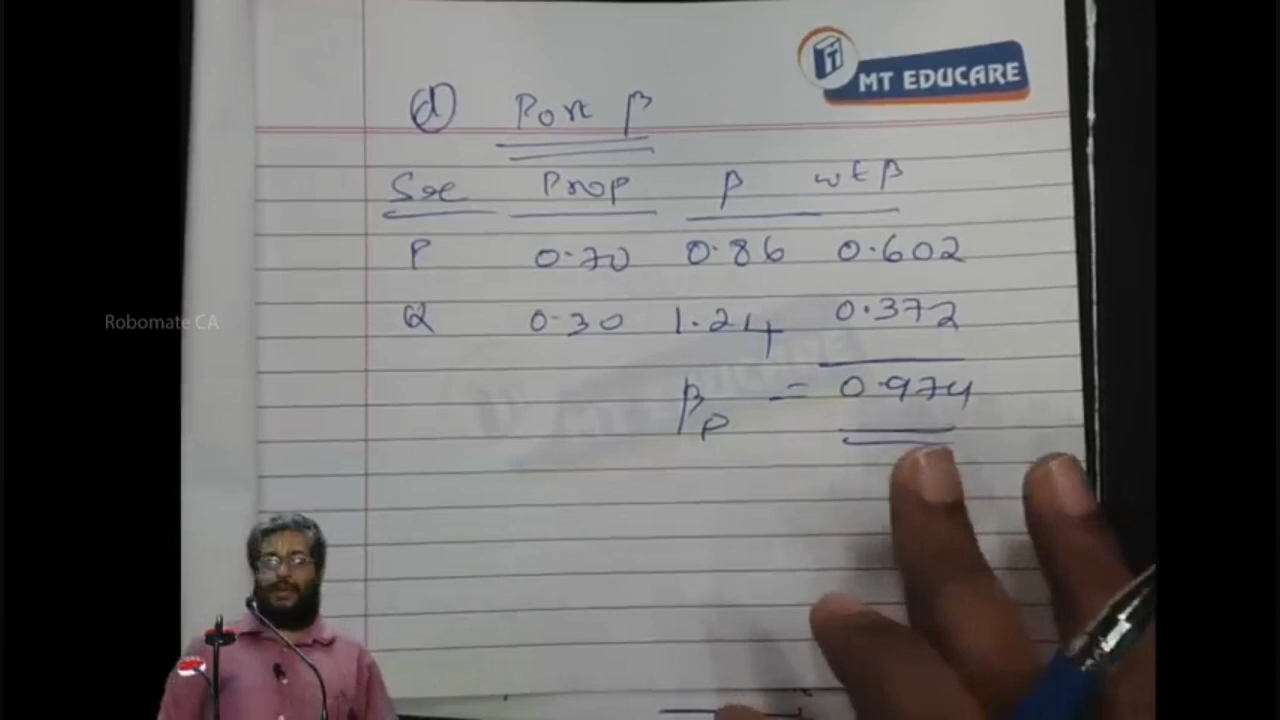 MT EDUCARE
d Port β
Sec Prop β wt β
P 0.70 0.86 0.602
Q 0.30 1.24 0.372
βp = 0.974
Robomate CA